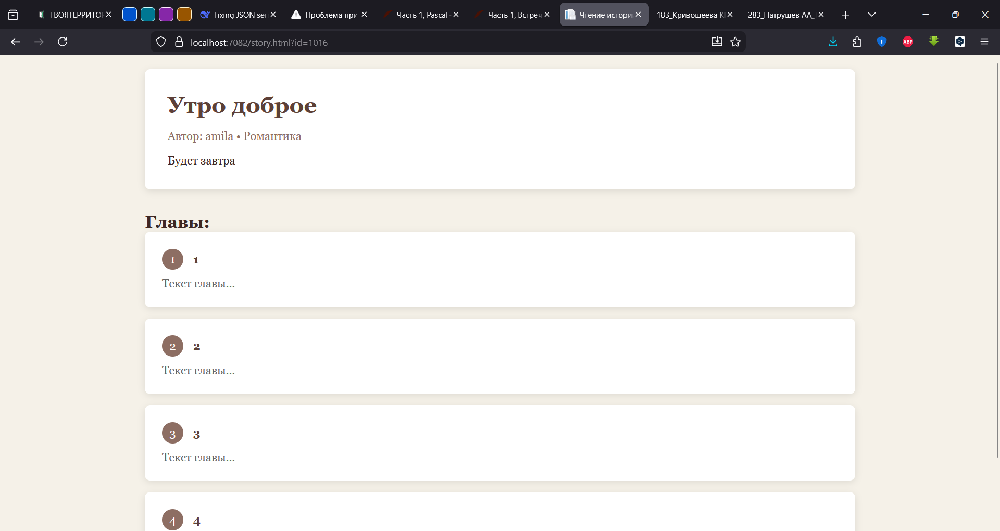 ТВОЯТЕРРИТО
Fixing JSON seri
Проблема при
Часть 1, Pascal
Часть 1, Встреч
Чтение истори
183_Кривошеева К
283_Патрушев АА_
localhost:7082/story.html?id=1016
ABP
Утро доброе
Автор: amila • Романтика
Будет завтра
Главы:
1 1
Текст главы...
2 2
Текст главы...
3 3
Текст главы...
4 4